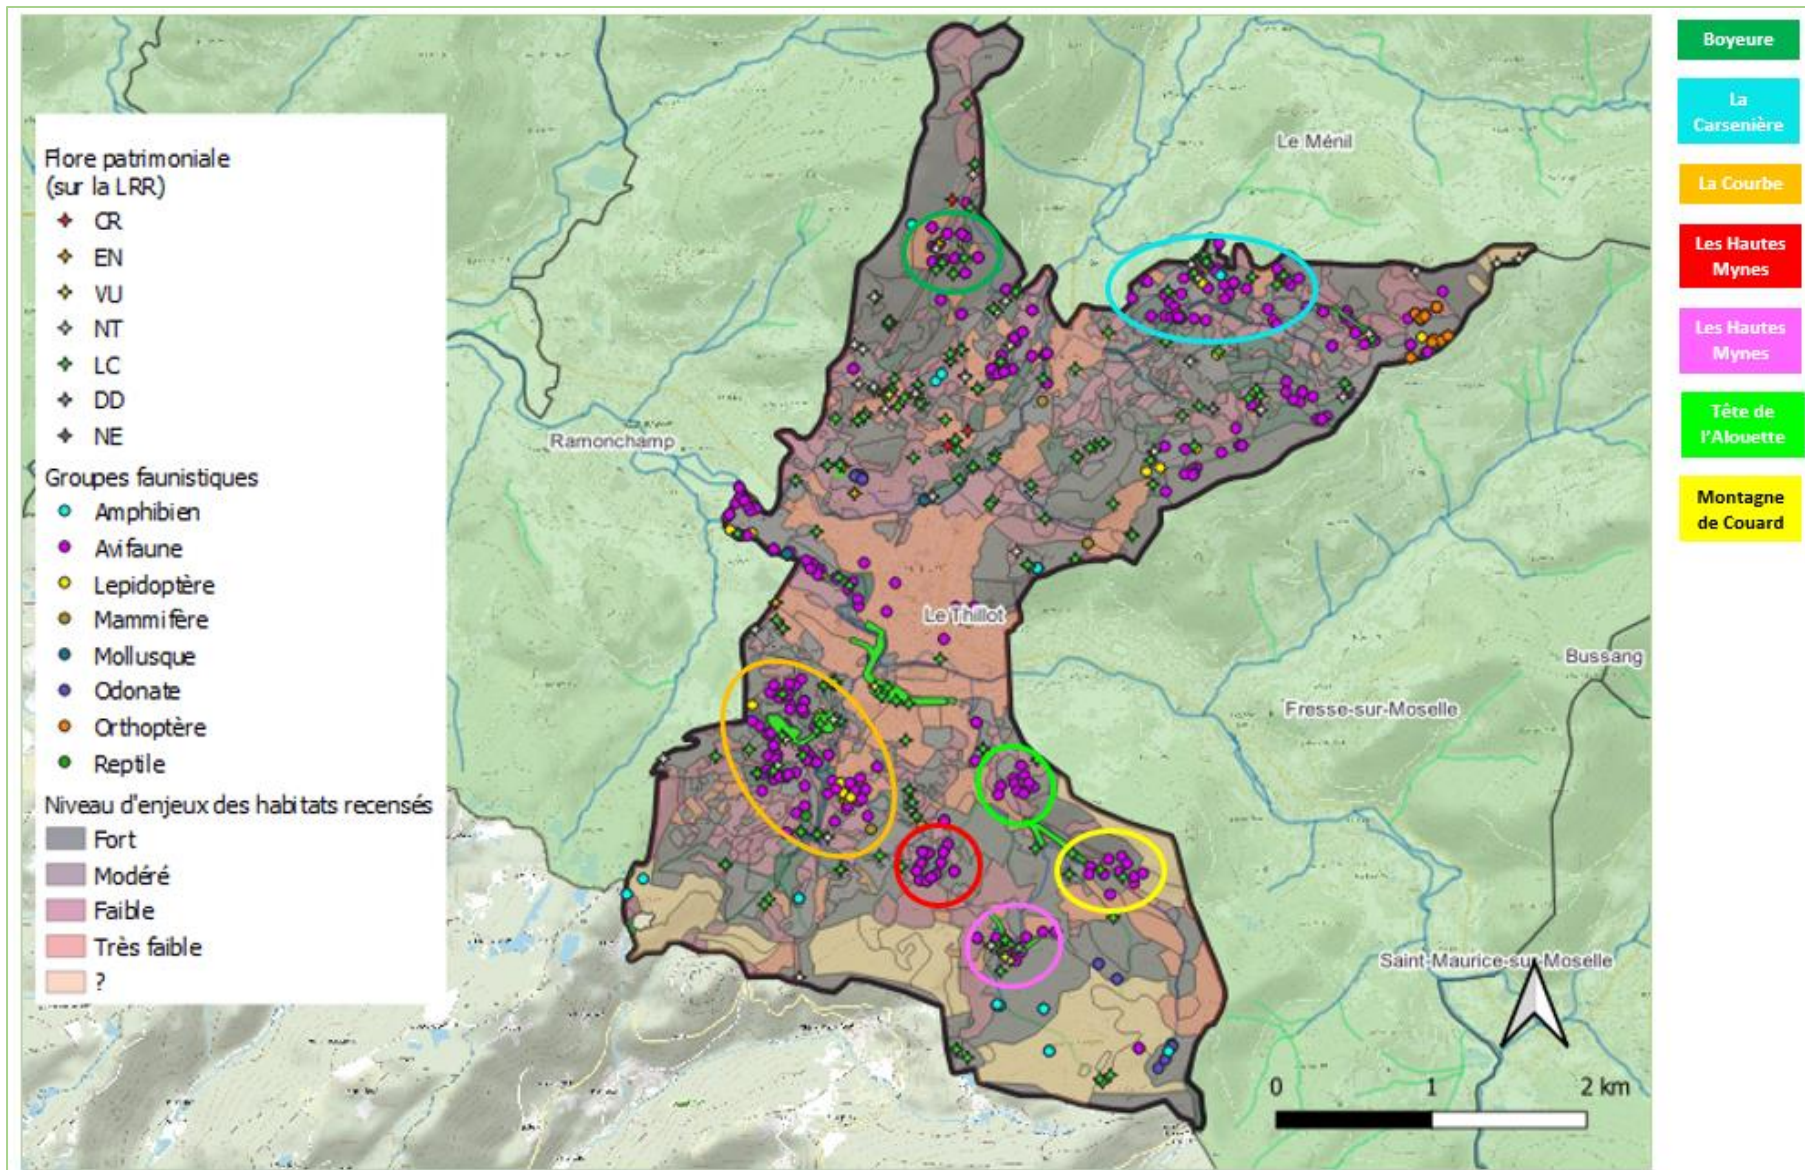 Flore patrimoniale
(sur la LRR)
CR
EN
VU
NT
LC
DD
NE
Groupes faunistiques
Amphibien
Avifaune
Lepidoptère
Mammifère
Mollusque
Odonate
Orthoptère
Reptile
Niveau d'enjeux des habitats recensés
Fort
Modéré
Faible
Très faible
?
Le Ménil
Ramonchamp
Le Thillot
Bussang
Fresse-sur-Moselle
Saint-Maurice-sur-Moselle
0 1 2 km
Boyeure
La
Carsenière
La Courbe
Les Hautes
Mynes
Les Hautes
Mynes
Tête de
l'Alouette
Montagne
de Couard